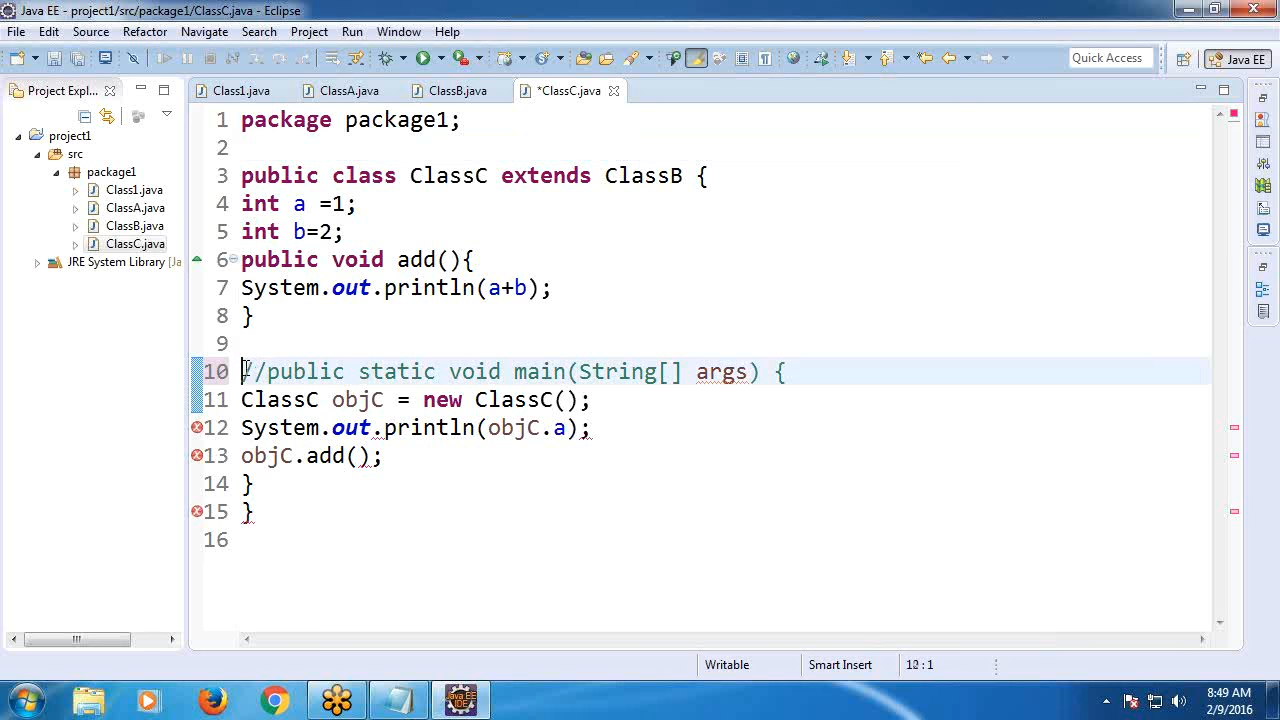 Java EE - project1/src/package1/ClassC.java - Eclipse
File Edit Source Refactor Navigate Search Project Run Window Help
Quick Access Java EE
Project Expl... Class1.java ClassA.java ClassB.java *ClassC.java
project1
src
package1
Class1.java
ClassA.java
ClassB.java
ClassC.java
JRE System Library [Ja
1 package package1;
2
3 public class ClassC extends ClassB {
4 int a =1;
5 int b=2;
6 public void add(){
7 System.out.println(a+b);
8 }
9
10 //public static void main(String[] args) {
11 ClassC objC = new ClassC();
12 System.out.println(objC.a);
13 objC.add();
14 }
15 }
16
Writable Smart Insert
8:49 AM
2/9/2016